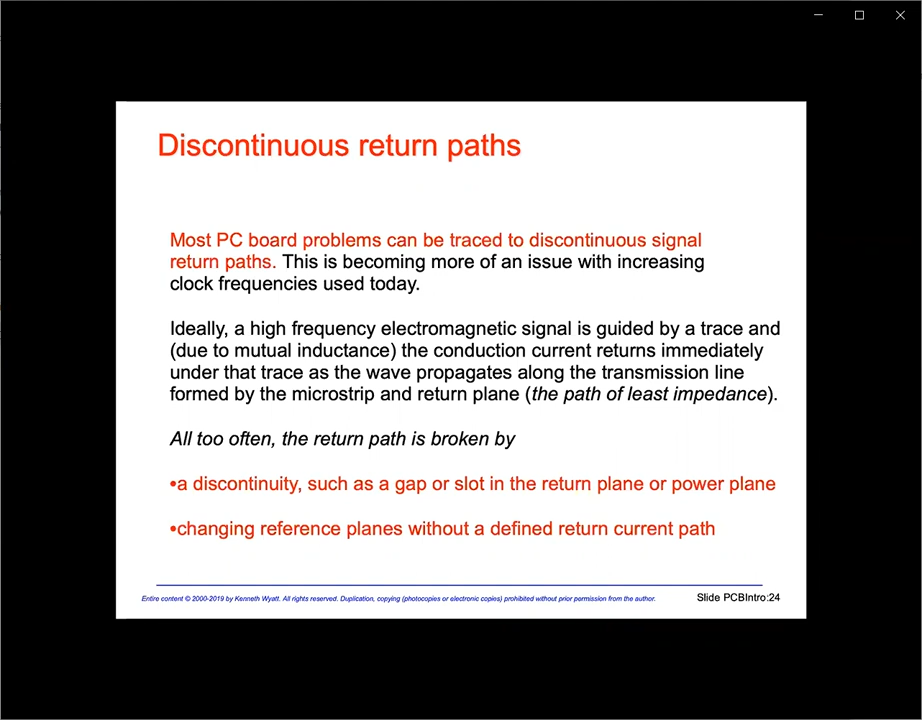 Discontinuous return paths
Most PC board problems can be traced to discontinuous signal
return paths. This is becoming more of an issue with increasing
clock frequencies used today.
Ideally, a high frequency electromagnetic signal is guided by a trace and
(due to mutual inductance) the conduction current returns immediately
under that trace as the wave propagates along the transmission line
formed by the microstrip and return plane (the path of least impedance).
All too often, the return path is broken by
•a discontinuity, such as a gap or slot in the return plane or power plane
•changing reference planes without a defined return current path
Entire content © 2000-2019 by Kenneth Wyatt. All rights reserved. Duplication, copying (photocopies or electronic copies) prohibited without prior permission from the author.
Slide PCBIntro:24